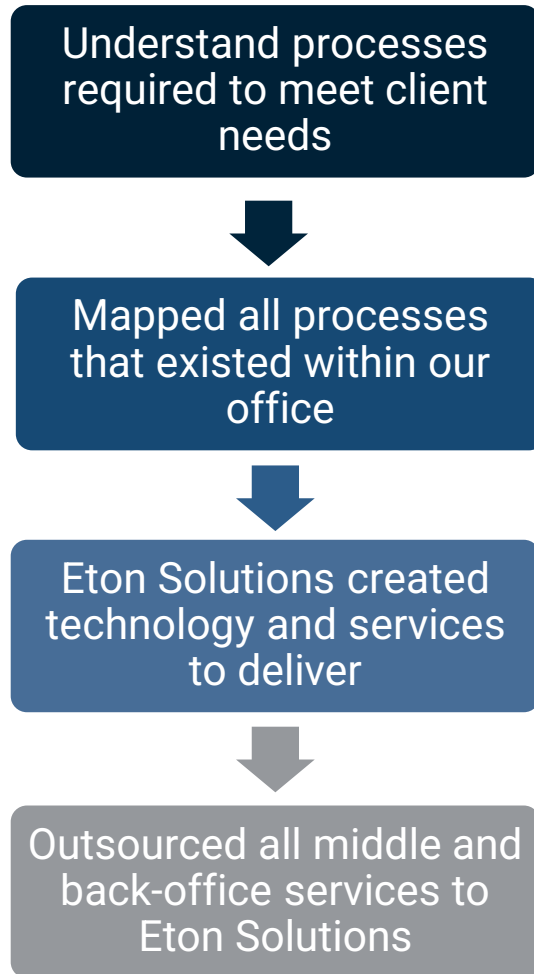 Understand processes
required to meet client
needs
Mapped all processes
that existed within our
office
Eton Solutions created
technology and services
to deliver
Outsourced all middle and
back-office services to
Eton Solutions